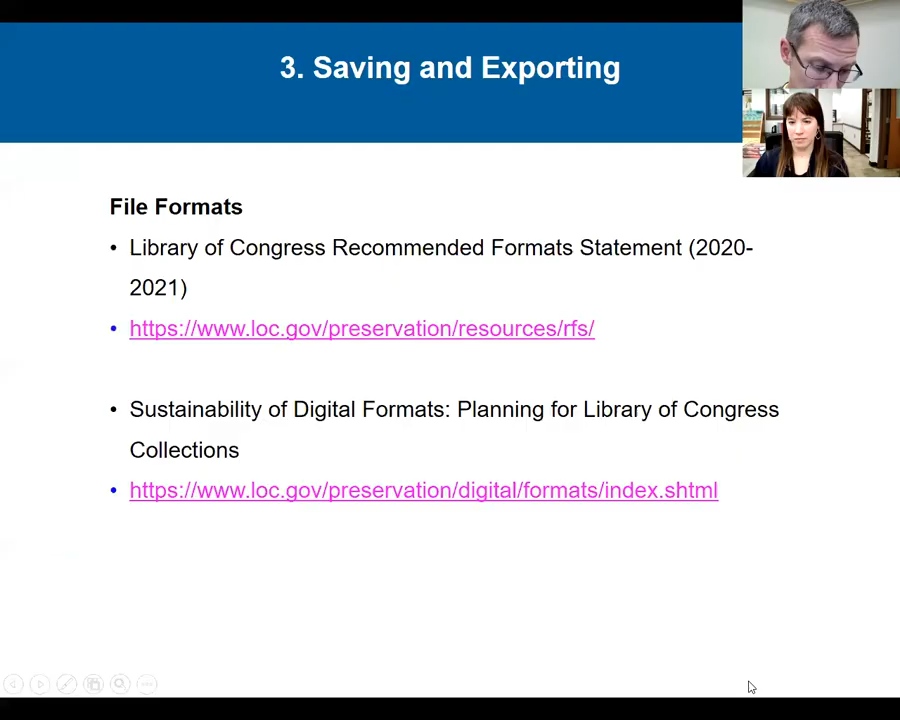 3. Saving and Exporting
File Formats
• Library of Congress Recommended Formats Statement (2020-
2021)
• https://www.loc.gov/preservation/resources/rfs/
• Sustainability of Digital Formats: Planning for Library of Congress
Collections
• https://www.loc.gov/preservation/digital/formats/index.shtml